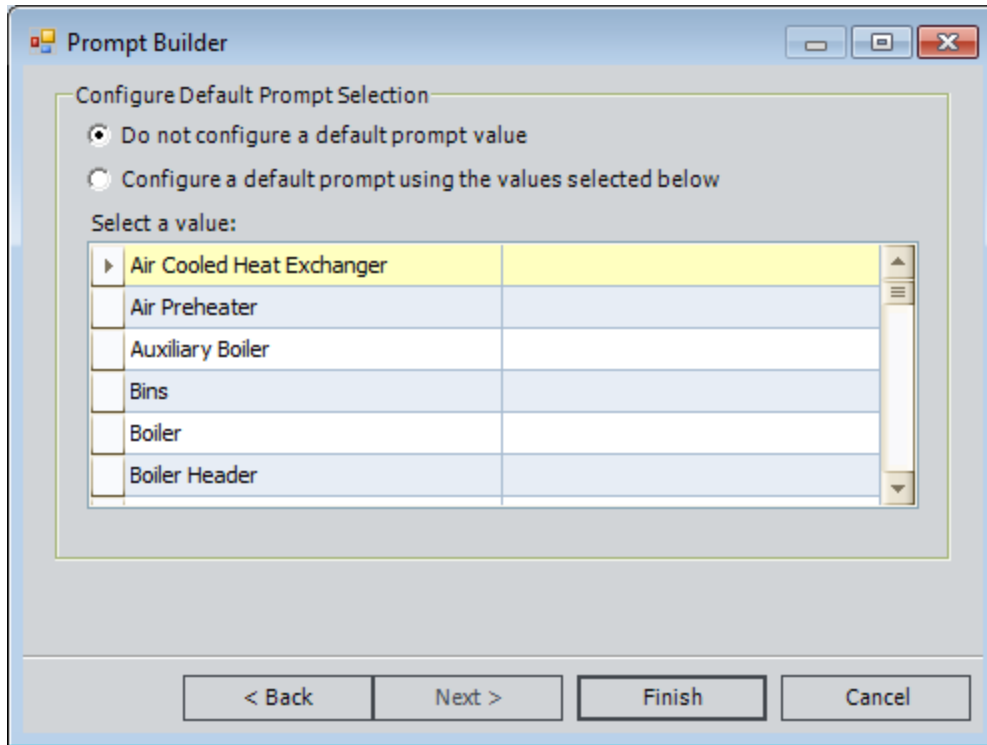 Prompt Builder
Configure Default Prompt Selection
Do not configure a default prompt value
Configure a default prompt using the values selected below
Select a value:
Air Cooled Heat Exchanger
Air Preheater
Auxiliary Boiler
Bins
Boiler
Boiler Header
< Back Next > Finish Cancel